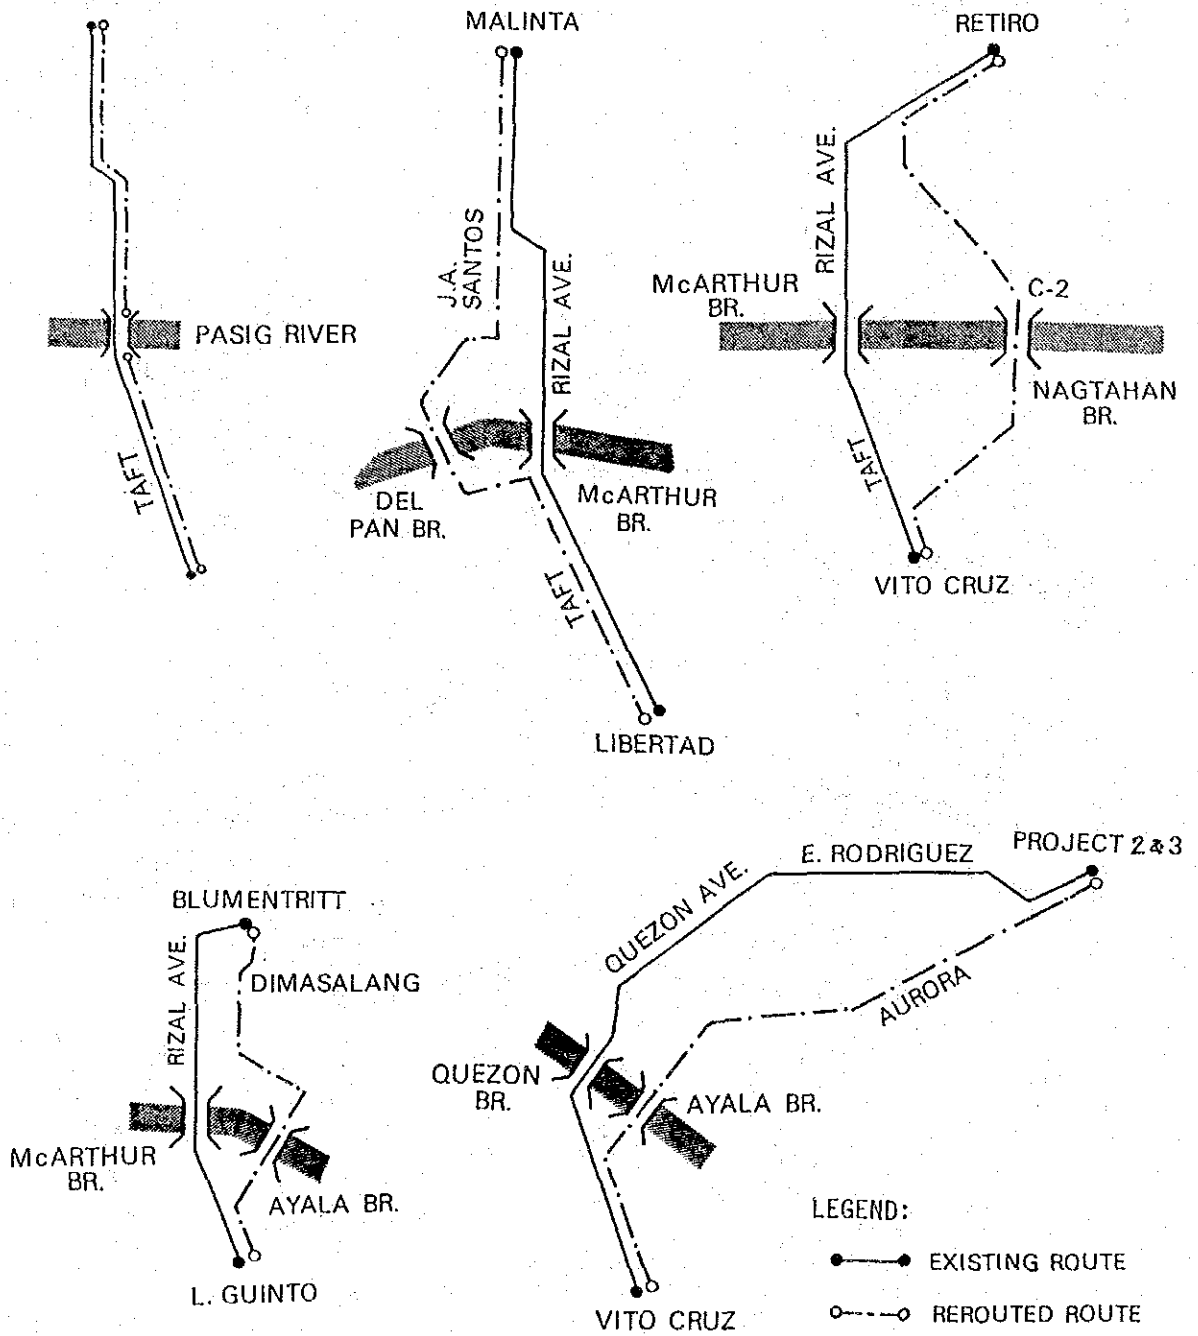 PASIG RIVER
TAFT
MALINTA
J.A.
SANTOS
RIZAL AVE.
DEL
PAN BR.
McARTHUR
BR.
TAFT
LIBERTAD
RETIRO
RIZAL AVE.
McARTHUR
BR.
C-2
NAGTAHAN
BR.
TAFT
VITO CRUZ
BLUMENTRITT
RIZAL AVE.
DIMASALANG
McARTHUR
BR.
AYALA BR.
L. GUINTO
PROJECT 2&3
E. RODRIGUEZ
QUEZON AVE.
AURORA
QUEZON
BR.
AYALA BR.
VITO CRUZ
LEGEND:
EXISTING ROUTE
REROUTED ROUTE